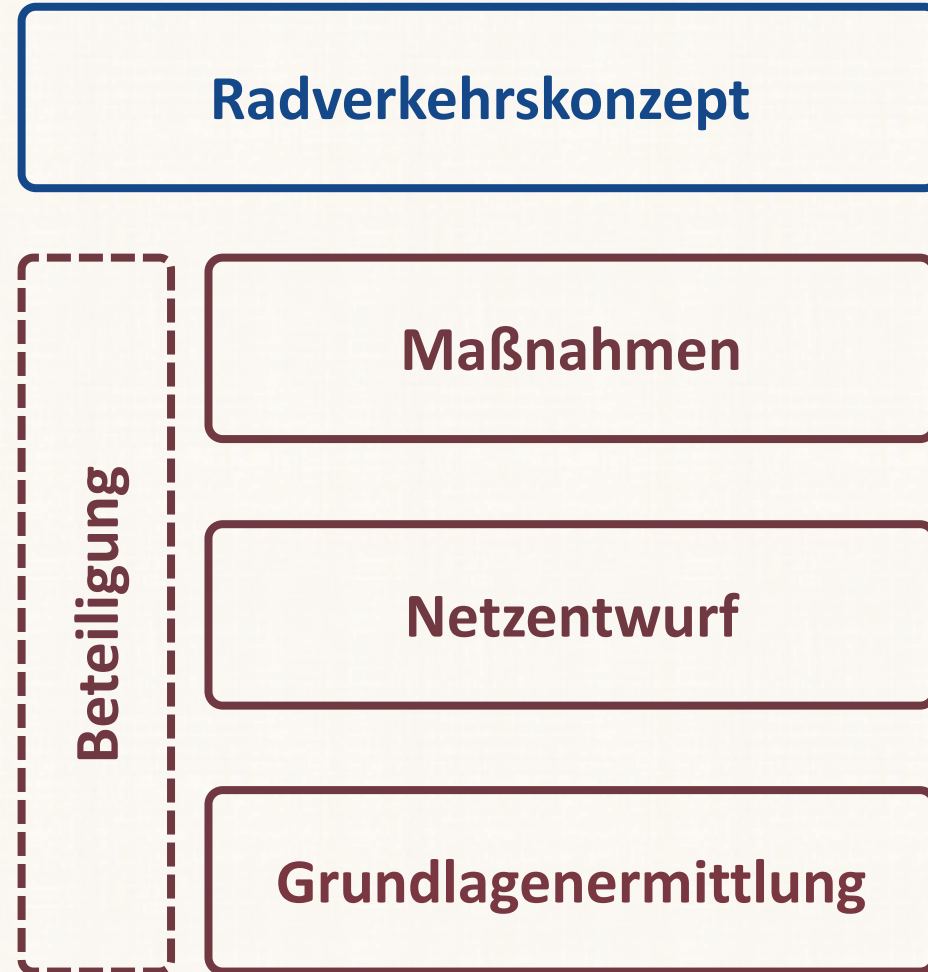 Radverkehrskonzept
Beteiligung
Maßnahmen
Netzentwurf
Grundlagenermittlung